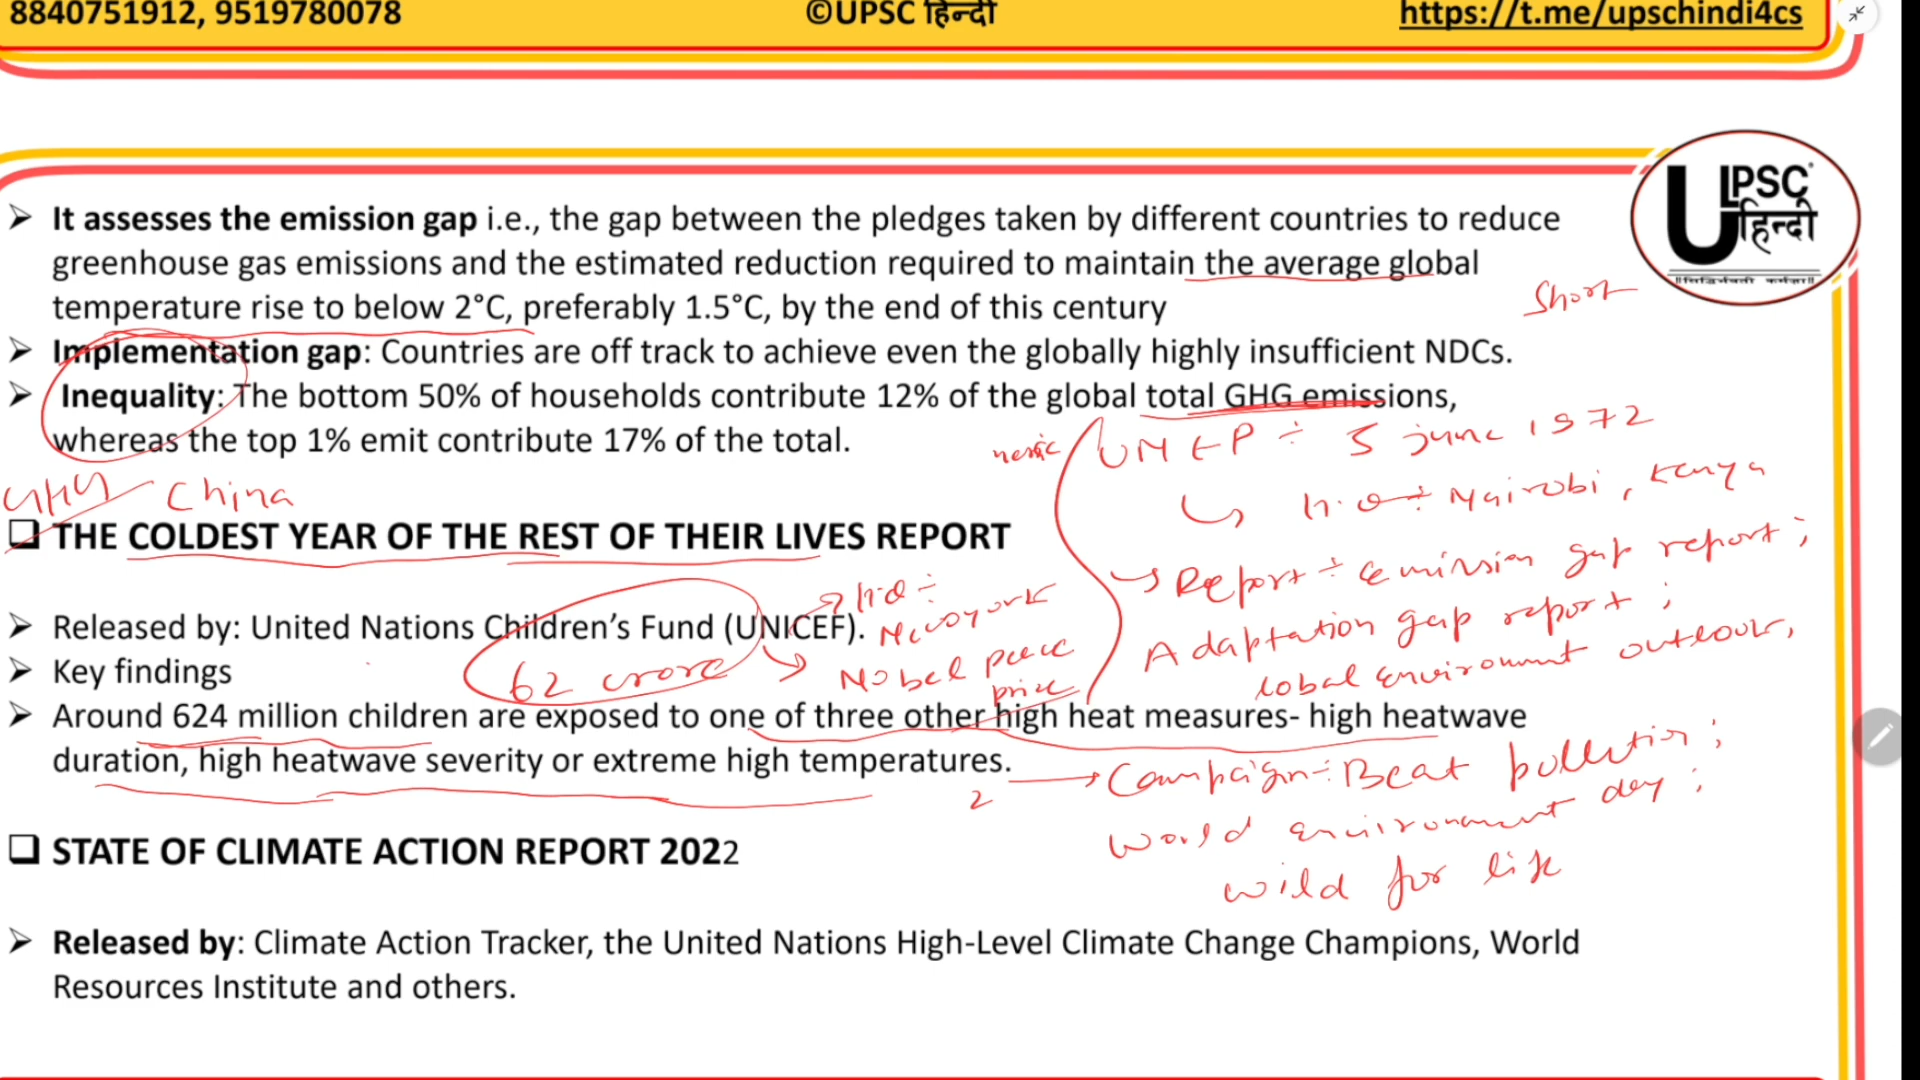 8840751912, 9519780078 ©UPSC हिन्दी https://t.me/upschindi4cs
UPSC
हिन्दी
➢ It assesses the emission gap i.e., the gap between the pledges taken by different countries to reduce
greenhouse gas emissions and the estimated reduction required to maintain the average global
temperature rise to below 2°C, preferably 1.5°C, by the end of this century
Short
➢ Implementation gap: Countries are off track to achieve even the globally highly insufficient NDCs.
➢ Inequality: The bottom 50% of households contribute 12% of the global total GHG emissions,
whereas the top 1% emit contribute 17% of the total.
UNEP ÷ 5 june 1972
GHG China
h.Q ÷ Nairobi, Kenya
❑ THE COLDEST YEAR OF THE REST OF THEIR LIVES REPORT
Report ÷ Emission gap report ;
➢ Released by: United Nations Children's Fund (UNICEF).
h.Q ÷
Newyork
Adaptation gap report ;
➢ Key findings
62 crore
Nobel peace
prize
lobal environment outlook,
➢ Around 624 million children are exposed to one of three other high heat measures- high heatwave
duration, high heatwave severity or extreme high temperatures.
2
Campaign ÷ Beat pollution ;
World environment day ;
wild for life
❑ STATE OF CLIMATE ACTION REPORT 2022
➢ Released by: Climate Action Tracker, the United Nations High-Level Climate Change Champions, World
Resources Institute and others.